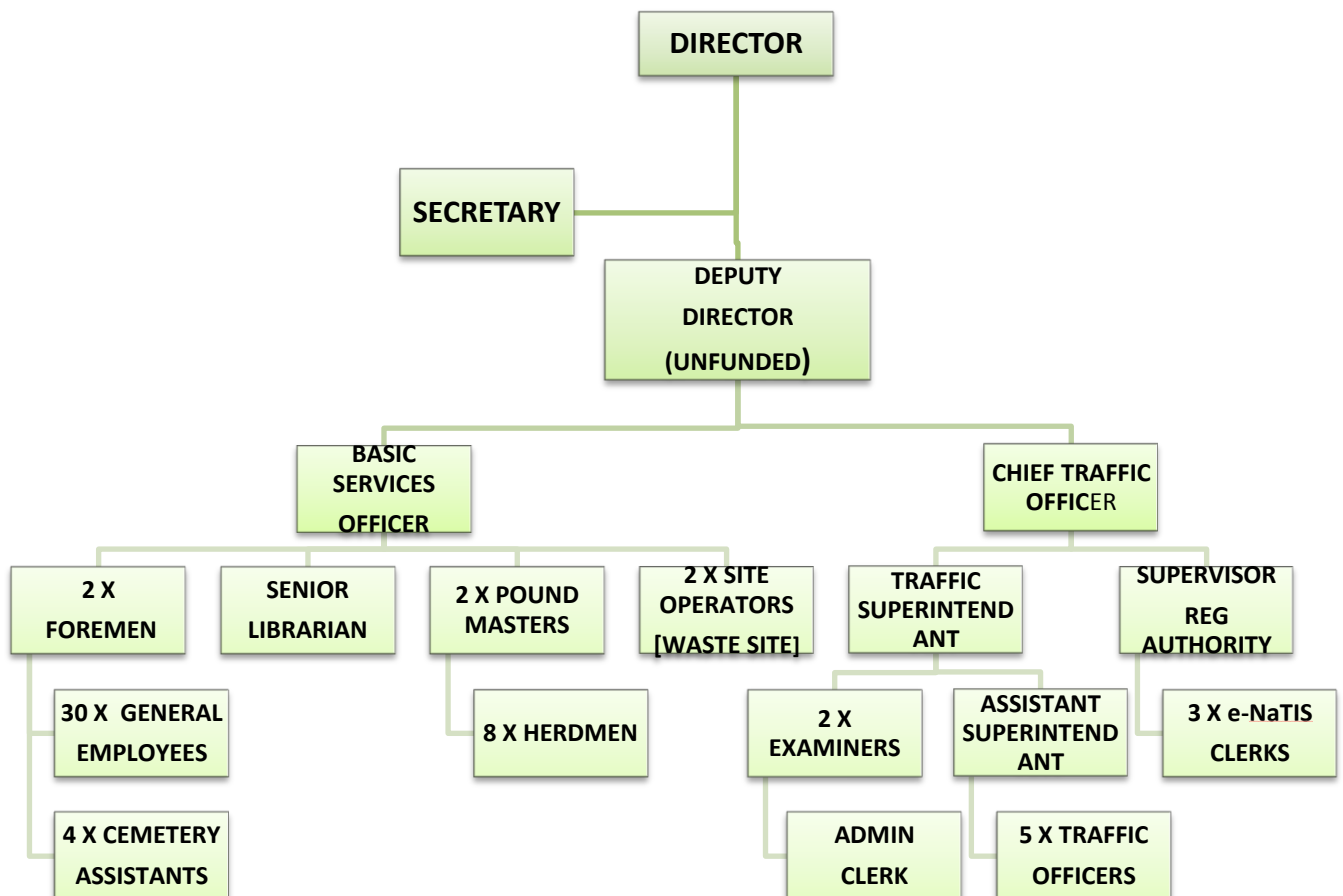 DIRECTOR
SECRETARY
DEPUTY
DIRECTOR
(UNFUNDED)
BASIC
SERVICES
OFFICER
CHIEF TRAFFIC
OFFICER
2 X
FOREMEN
SENIOR
LIBRARIAN
2 X POUND
MASTERS
2 X SITE
OPERATORS
[WASTE SITE]
TRAFFIC
SUPERINTEND
ANT
SUPERVISOR
REG
AUTHORITY
30 X GENERAL
EMPLOYEES
8 X HERDMEN
2 X
EXAMINERS
ASSISTANT
SUPERINTEND
ANT
3 X e-NaTIS
CLERKS
4 X CEMETERY
ASSISTANTS
ADMIN
CLERK
5 X TRAFFIC
OFFICERS